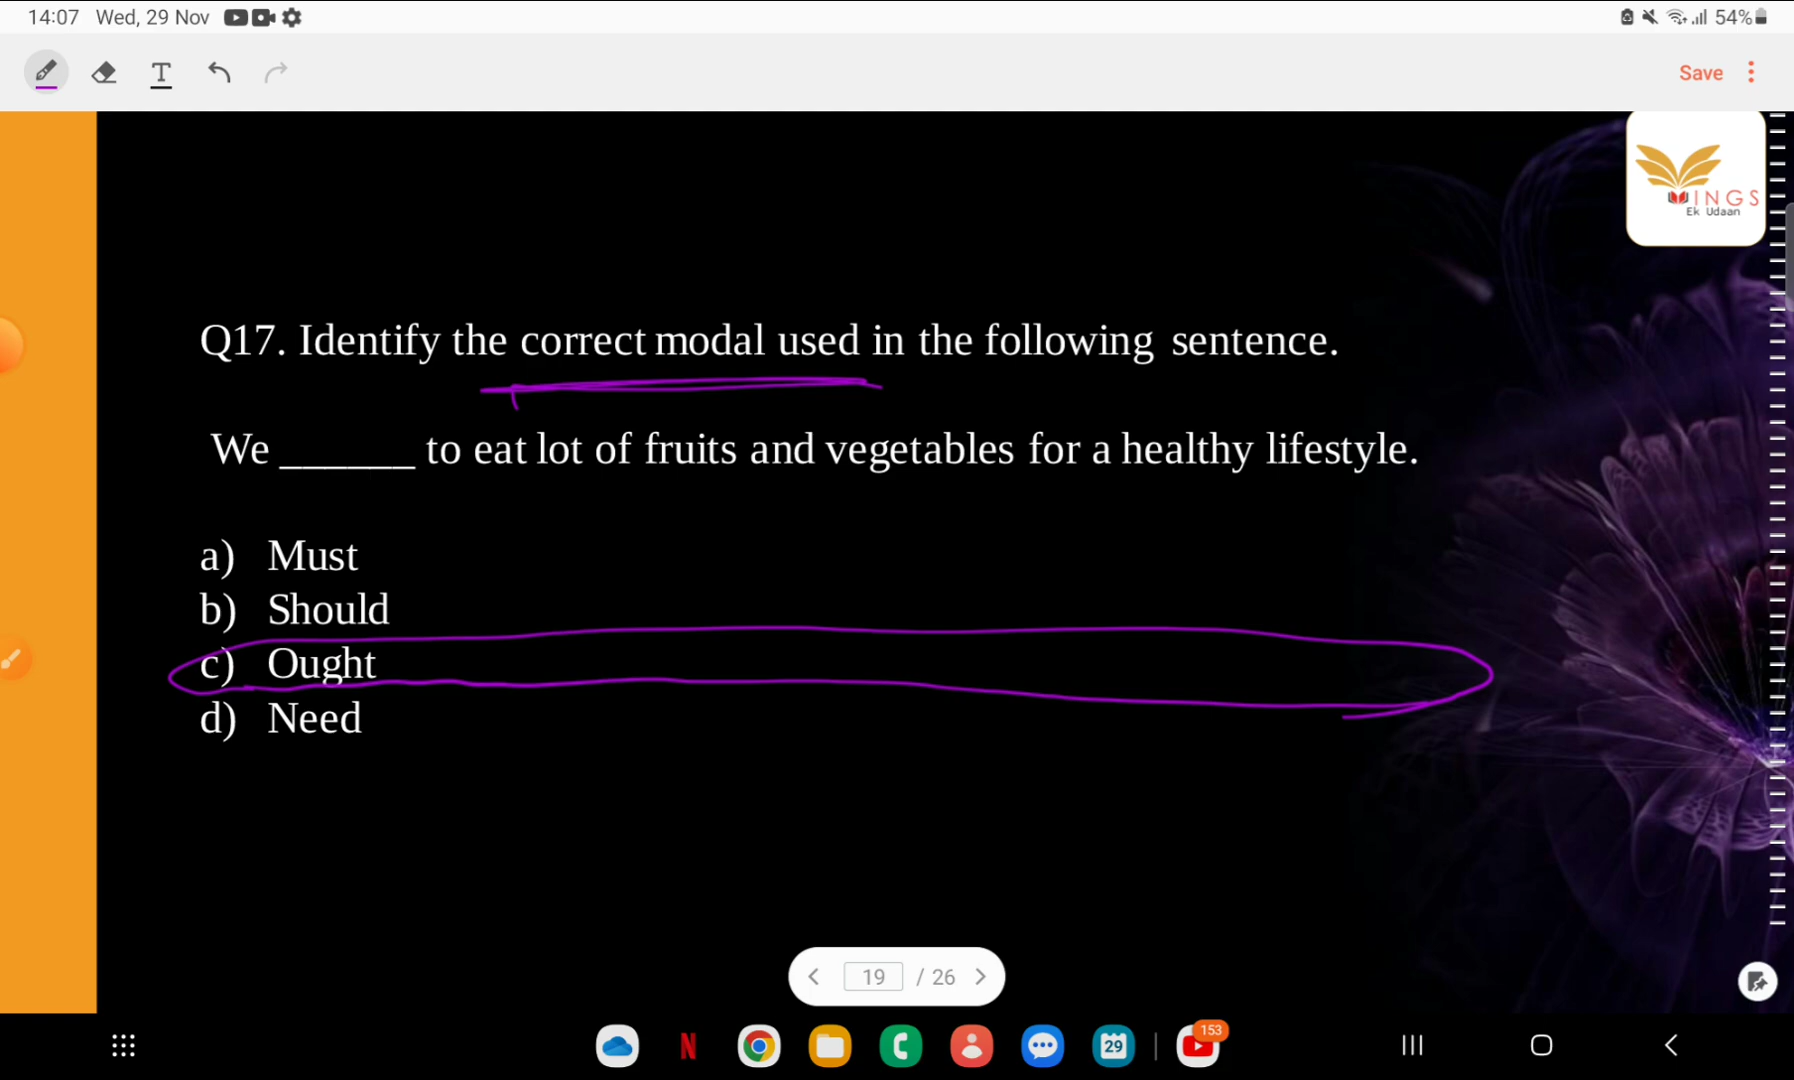 14:07 Wed, 29 Nov
54%
T
Save
WINGS
Ek Udaan
Q17. Identify the correct modal used in the following sentence.
We ______ to eat lot of fruits and vegetables for a healthy lifestyle.
a) Must
b) Should
c) Ought
d) Need
19 / 26
N
29
153